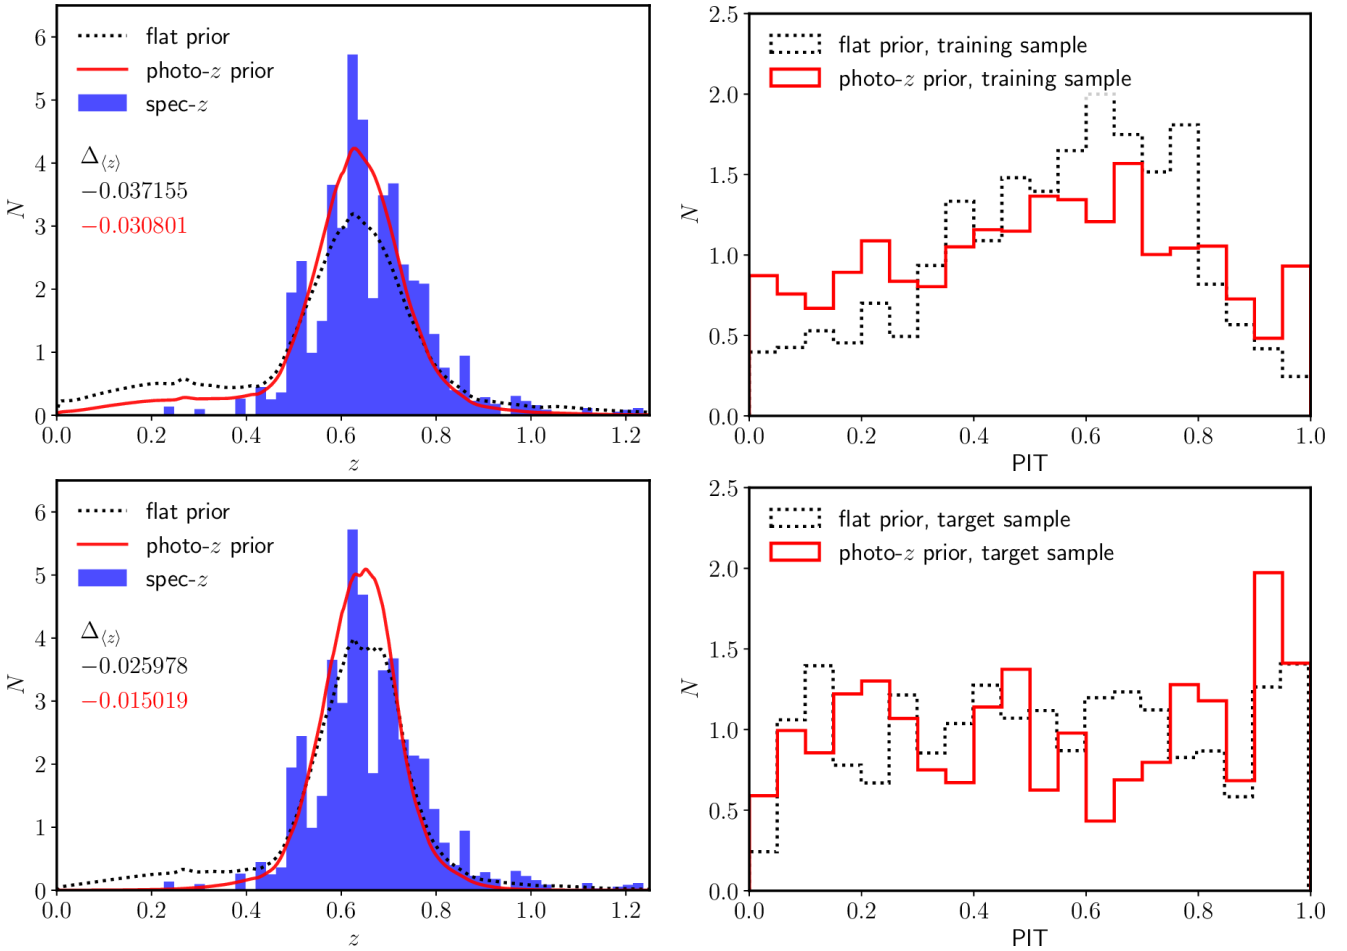 flat prior
photo-z prior
spec-z
Δ⟨z⟩
−0.037155
−0.030801
N
0
1
2
3
4
5
6
0.0 0.2 0.4 0.6 0.8 1.0 1.2
z
flat prior, training sample
photo-z prior, training sample
N
0.0
0.5
1.0
1.5
2.0
2.5
0.0 0.2 0.4 0.6 0.8 1.0
PIT
flat prior
photo-z prior
spec-z
Δ⟨z⟩
−0.025978
−0.015019
N
0
1
2
3
4
5
6
0.0 0.2 0.4 0.6 0.8 1.0 1.2
z
flat prior, target sample
photo-z prior, target sample
N
0.0
0.5
1.0
1.5
2.0
2.5
0.0 0.2 0.4 0.6 0.8 1.0
PIT